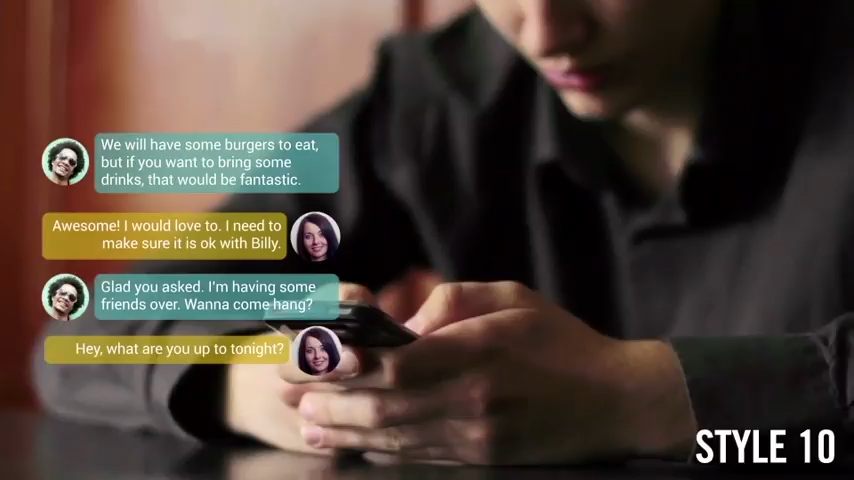 We will have some burgers to eat,
but if you want to bring some
drinks, that would be fantastic.
Awesome! I would love to. I need to
make sure it is ok with Billy.
Glad you asked. I'm having some
friends over. Wanna come hang?
Hey, what are you up to tonight?
STYLE 10